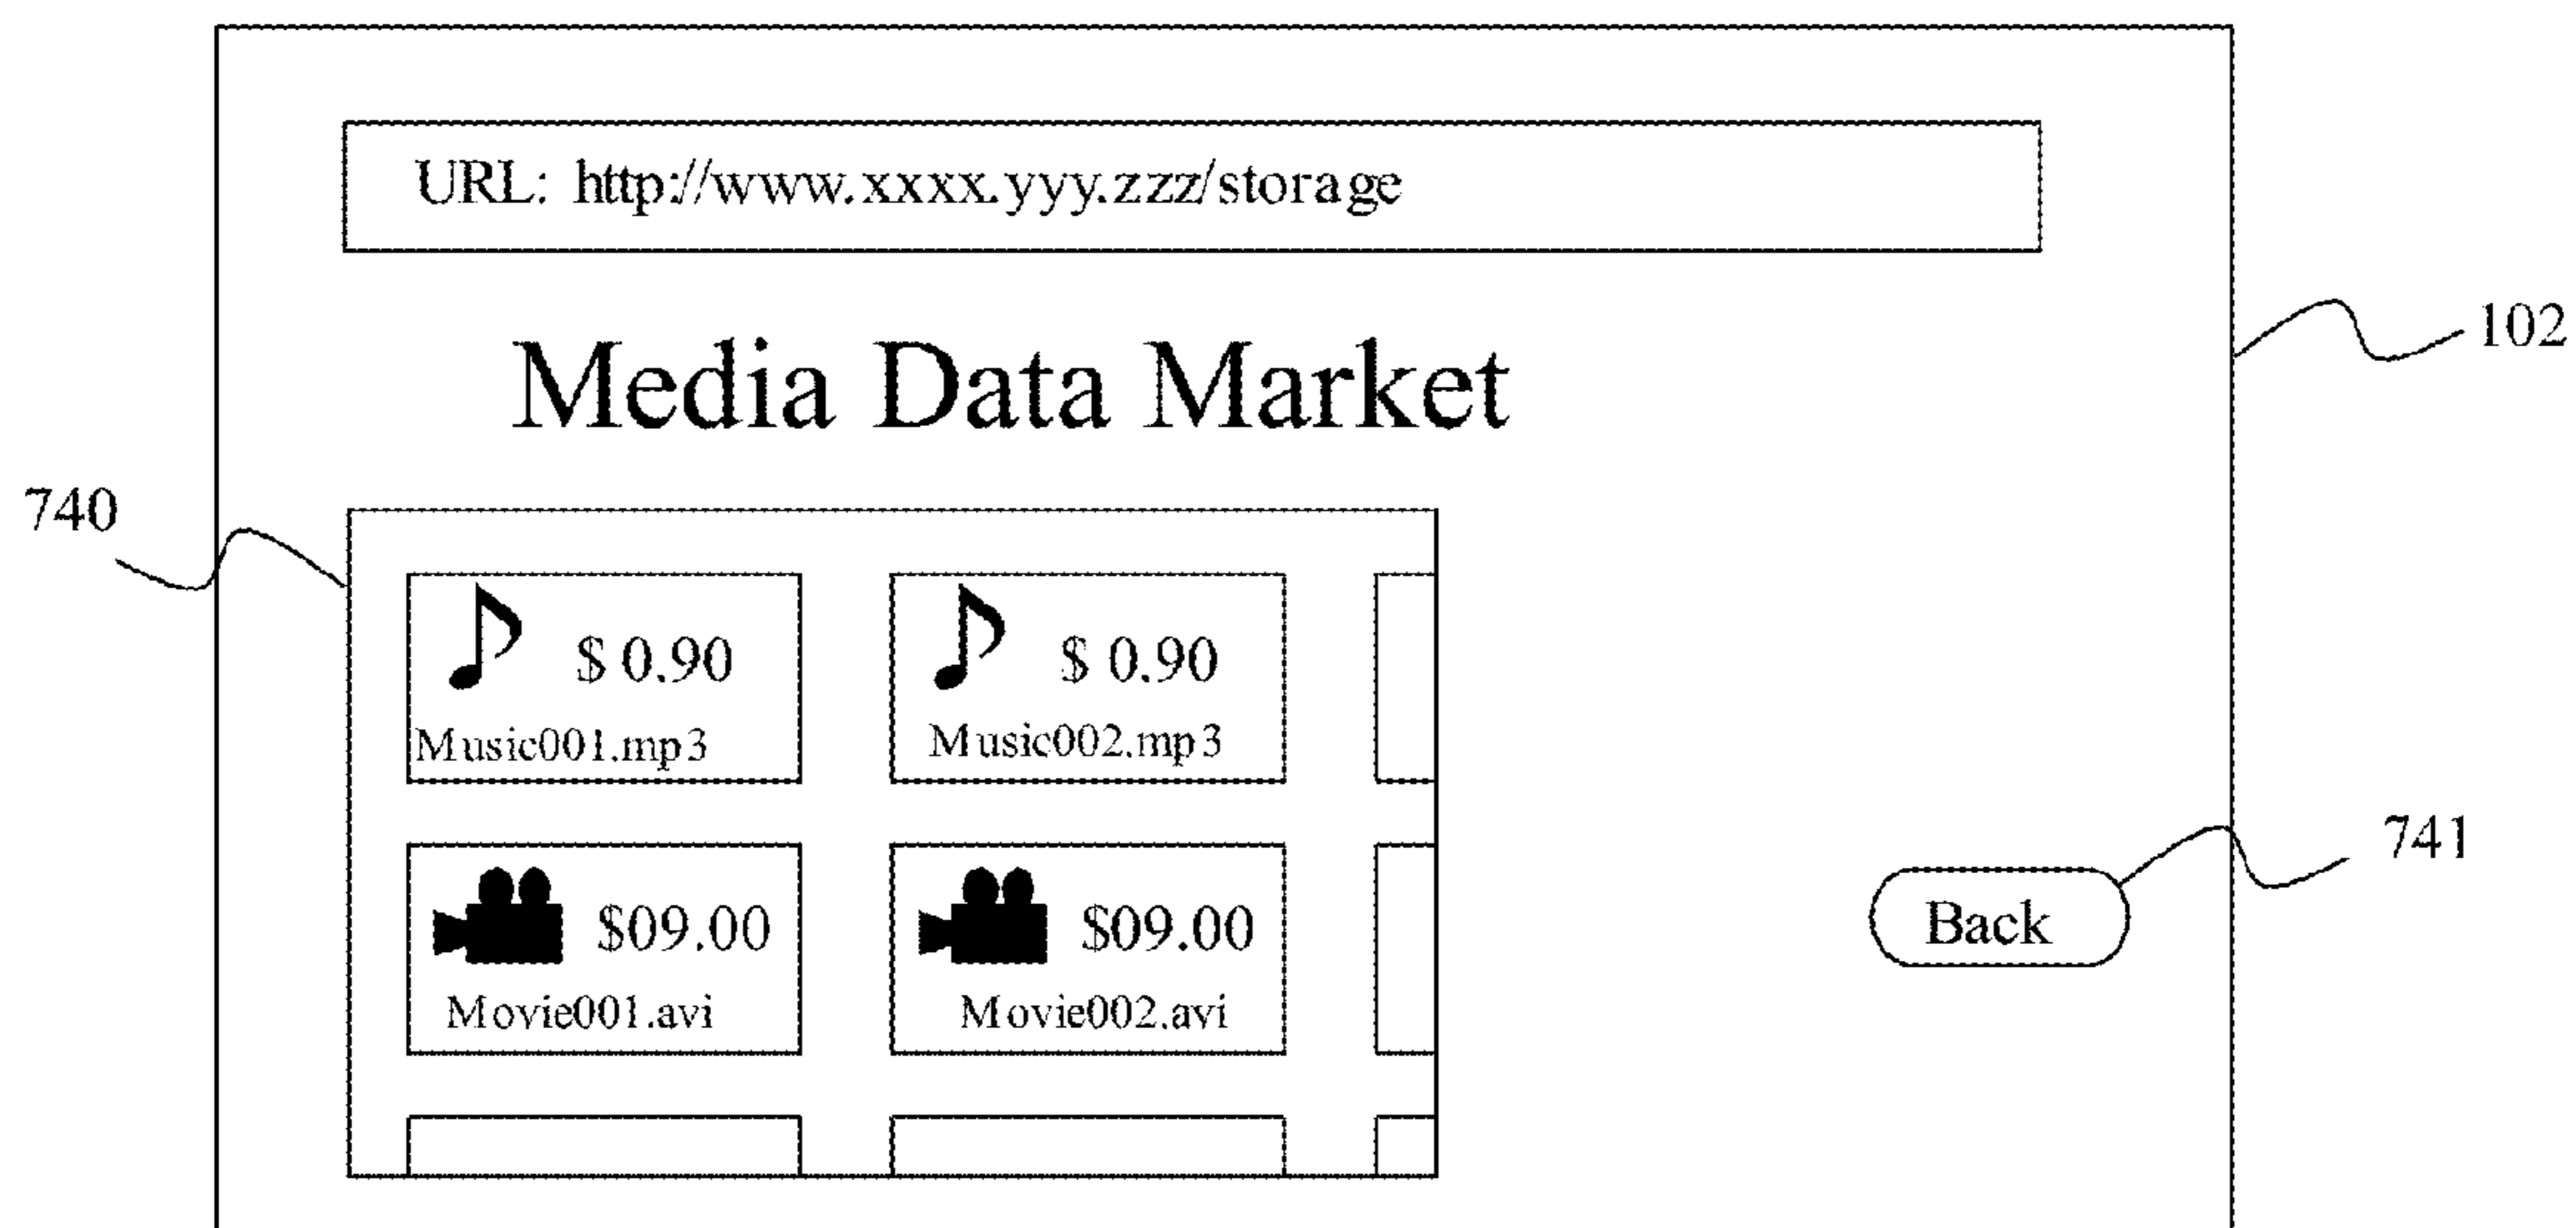 URL: http://www.xxxx.yyy.zzz/storage
102
Media Data Market
740
$ 0.90
Music001.mp3
$ 0.90
Music002.mp3
741
$09.00
Movie001.avi
$09.00
Movie002.avi
Back